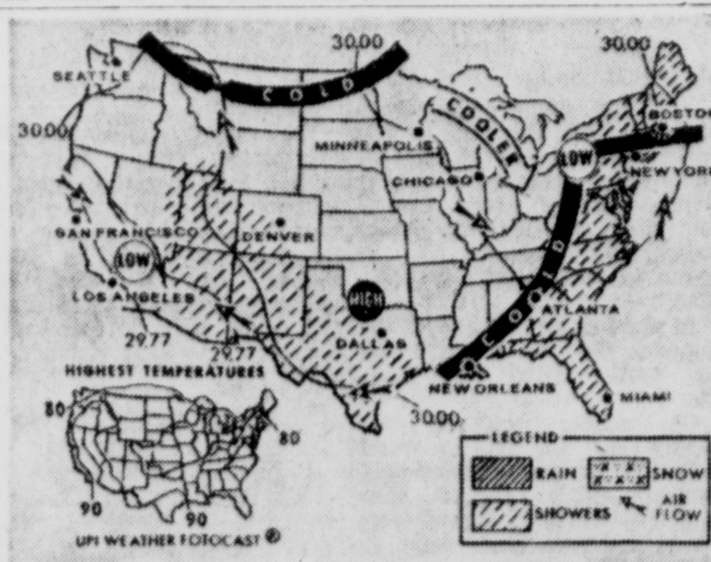 30.00
30.00
SEATTLE
COLD
BOSTON
30.00
COOLER
MINNEAPOLIS
LOW
NEW YORK
CHICAGO
SAN FRANCISCO
DENVER
LOW
COLD
LOS ANGELES
HIGH
ATLANTA
DALLAS
29.77
29.77
HIGHEST TEMPERATURES
NEW ORLEANS
MIAMI
30.00
80
80
90
90
UPI WEATHER FOTOCAST ®
LEGEND
RAIN
SNOW
SHOWERS
AIR
FLOW